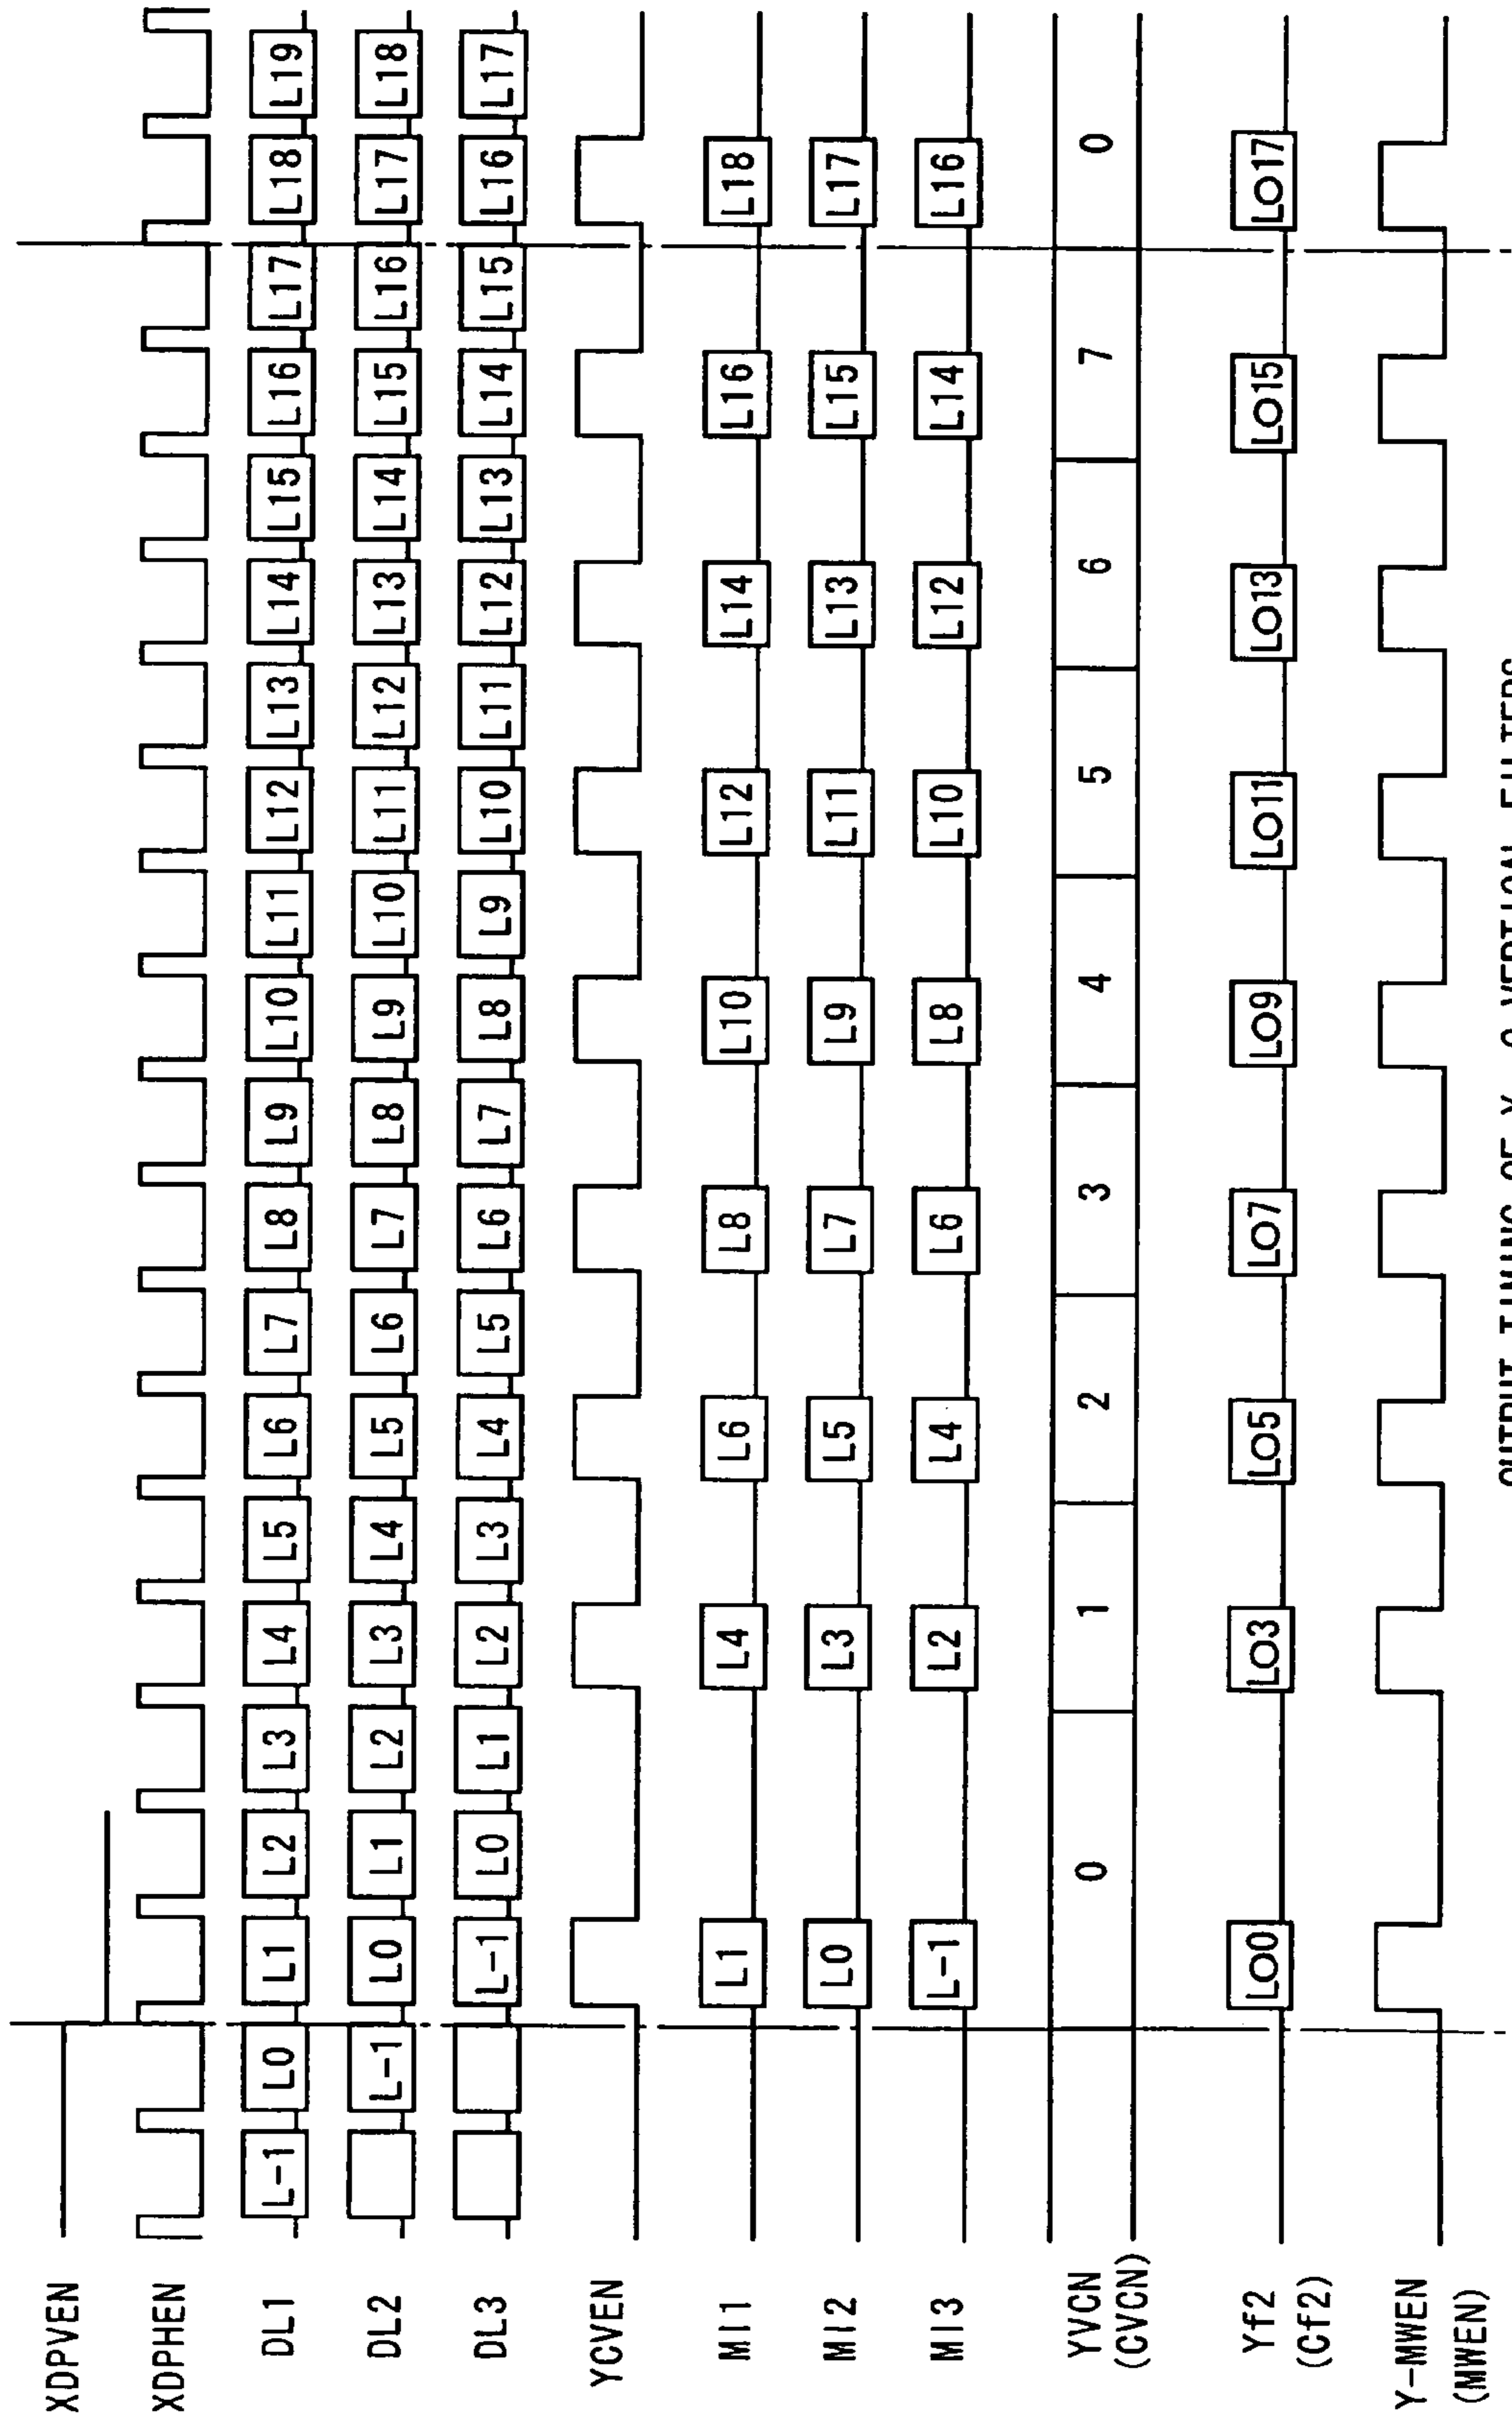 XDPVEN
XDPHEN
DL1 L-1 L0 L1 L2 L3 L4 L5 L6 L7 L8 L9 L10 L11 L12 L13 L14 L15 L16 L17 L18 L19
DL2 L-1 L0 L1 L2 L3 L4 L5 L6 L7 L8 L9 L10 L11 L12 L13 L14 L15 L16 L17 L18
DL3 L-1 L0 L1 L2 L3 L4 L5 L6 L7 L8 L9 L10 L11 L12 L13 L14 L15 L16 L17
YCVEN
MI1 L1 L4 L6 L8 L10 L12 L14 L16 L18
MI2 L0 L3 L5 L7 L9 L11 L13 L15 L17
MI3 L-1 L2 L4 L6 L8 L10 L12 L14 L16
YVCN 0 1 2 3 4 5 6 7 0
(CVCN)
Yf2 LO0 LO3 LO5 LO7 LO9 LO11 LO13 LO15 LO17
(Cf2)
Y-MWEN
(MWEN)
OUTPUT TIMING OF Y, C VERTICAL FILTERS